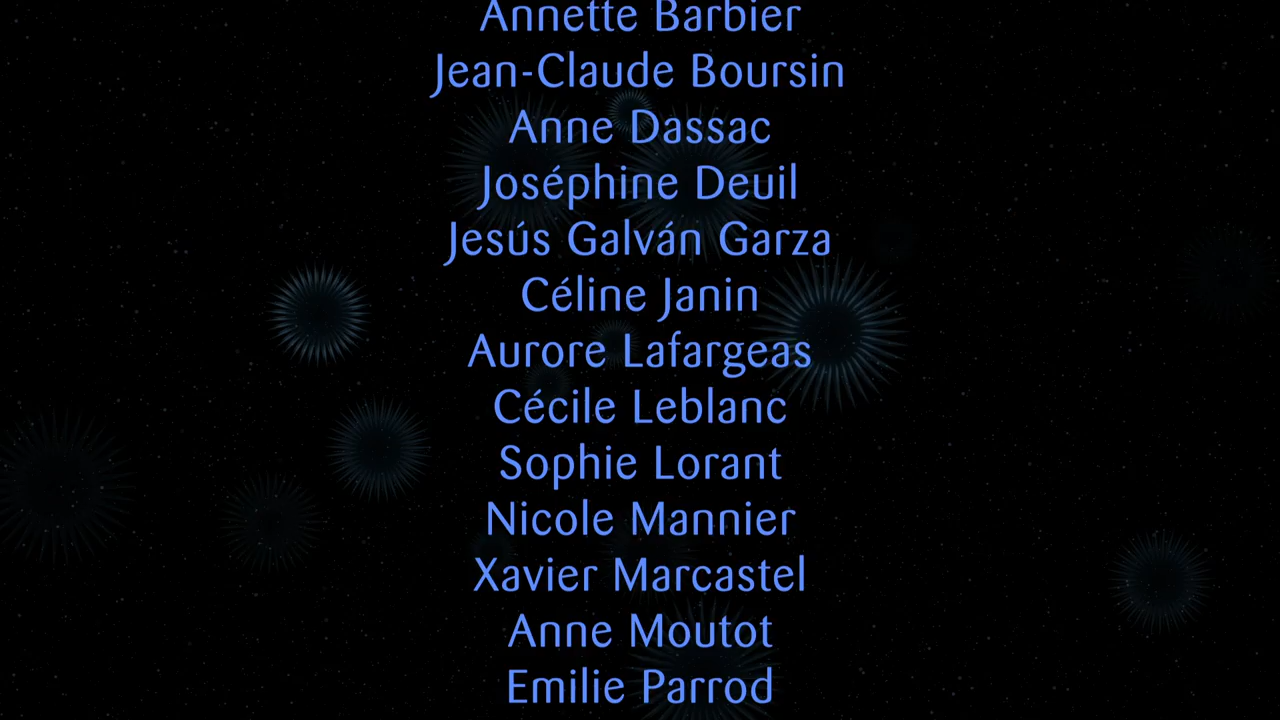 Annette Barbier
Jean-Claude Boursin
Anne Dassac
Joséphine Deuil
Jesús Galván Garza
Céline Janin
Aurore Lafargeas
Cécile Leblanc
Sophie Lorant
Nicole Mannier
Xavier Marcastel
Anne Moutot
Emilie Parrod